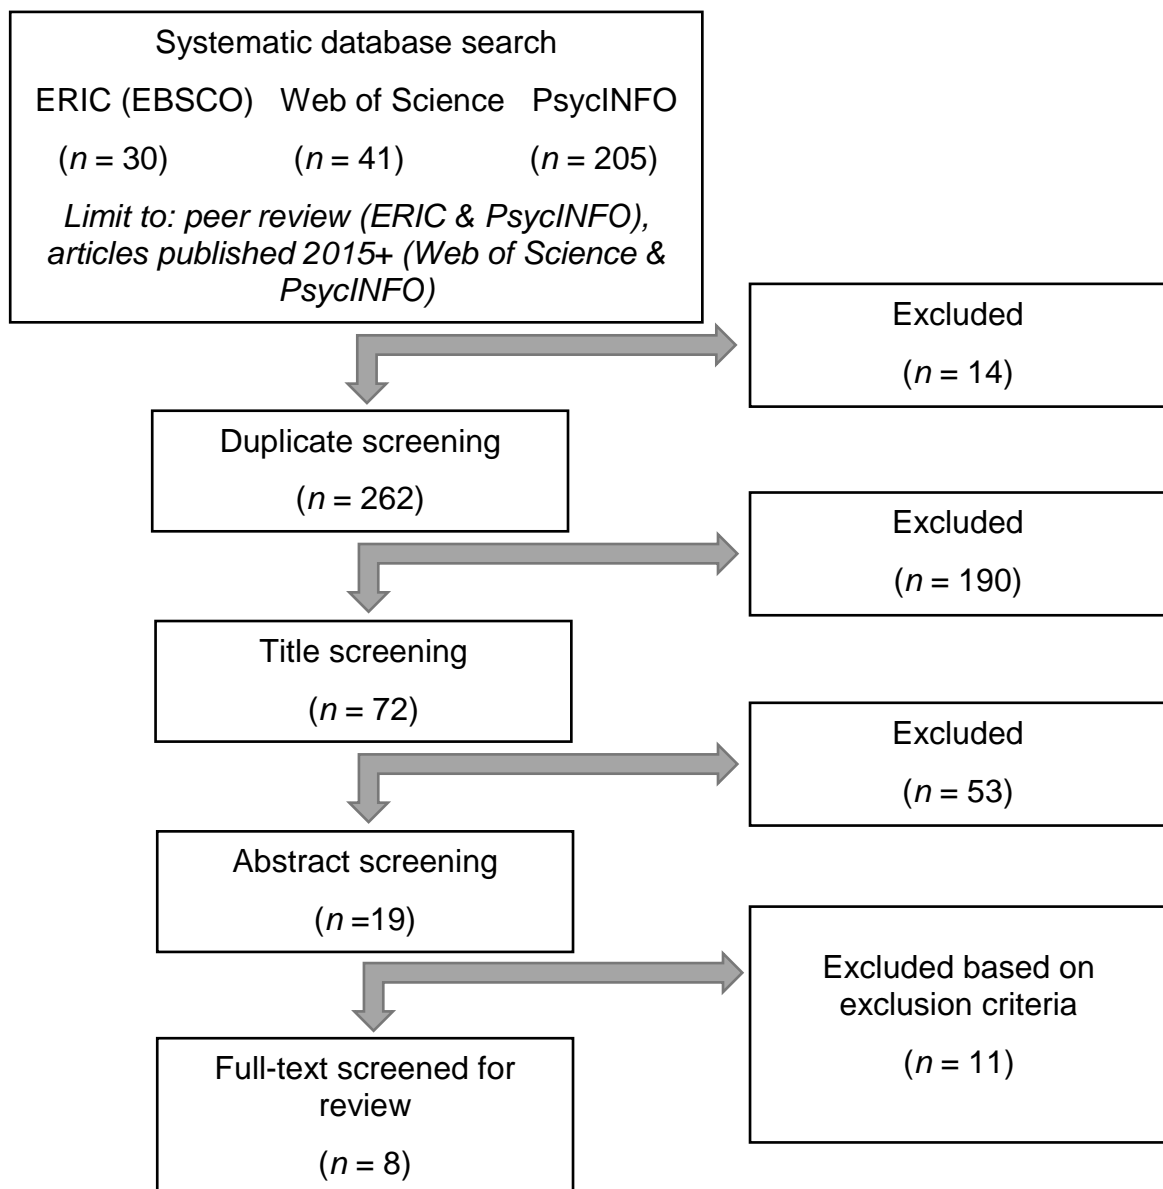 Systematic database search
ERIC (EBSCO) Web of Science PsycINFO
(n = 30) (n = 41) (n = 205)
Limit to: peer review (ERIC & PsycINFO),
articles published 2015+ (Web of Science &
PsycINFO)
Excluded
(n = 14)
Duplicate screening
(n = 262)
Excluded
(n = 190)
Title screening
(n = 72)
Excluded
(n = 53)
Abstract screening
(n =19)
Excluded based on
exclusion criteria
(n = 11)
Full-text screened for
review
(n = 8)